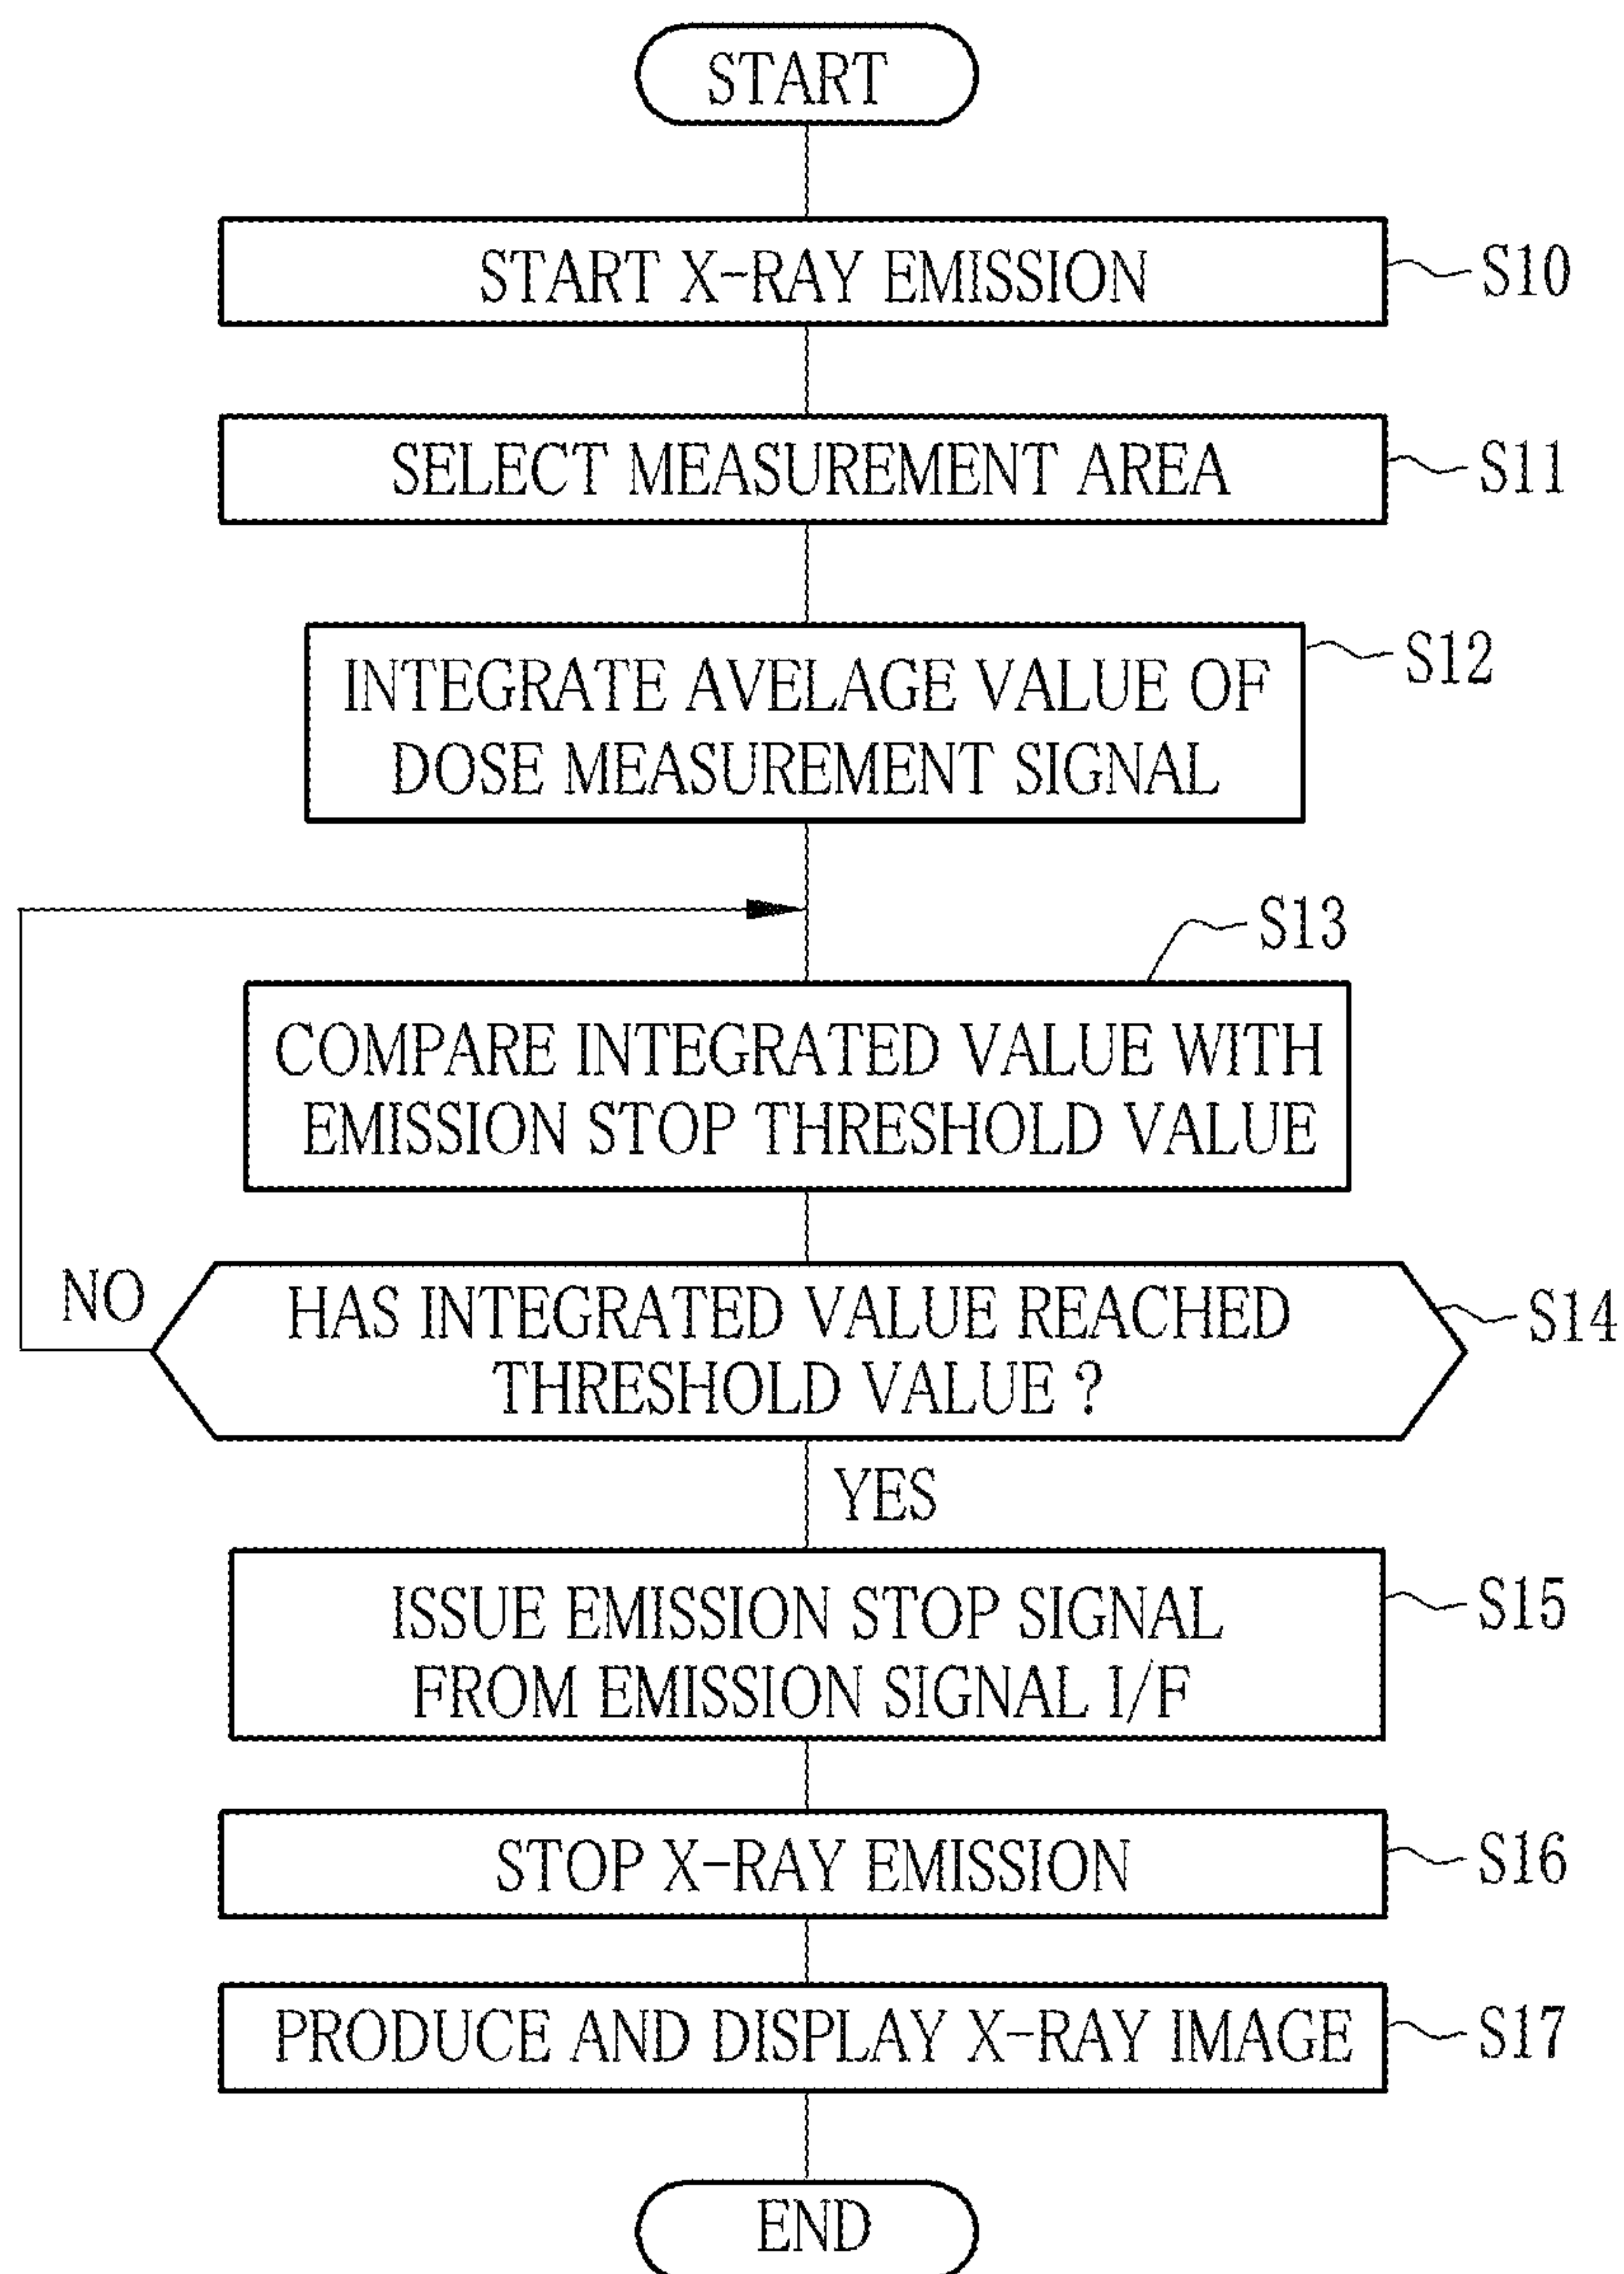 START
START X-RAY EMISSION
S10
SELECT MEASUREMENT AREA
S11
INTEGRATE AVELAGE VALUE OF
DOSE MEASUREMENT SIGNAL
S12
S13
COMPARE INTEGRATED VALUE WITH
EMISSION STOP THRESHOLD VALUE
NO
HAS INTEGRATED VALUE REACHED
THRESHOLD VALUE ?
S14
YES
ISSUE EMISSION STOP SIGNAL
FROM EMISSION SIGNAL I/F
S15
STOP X-RAY EMISSION
S16
PRODUCE AND DISPLAY X-RAY IMAGE
S17
END